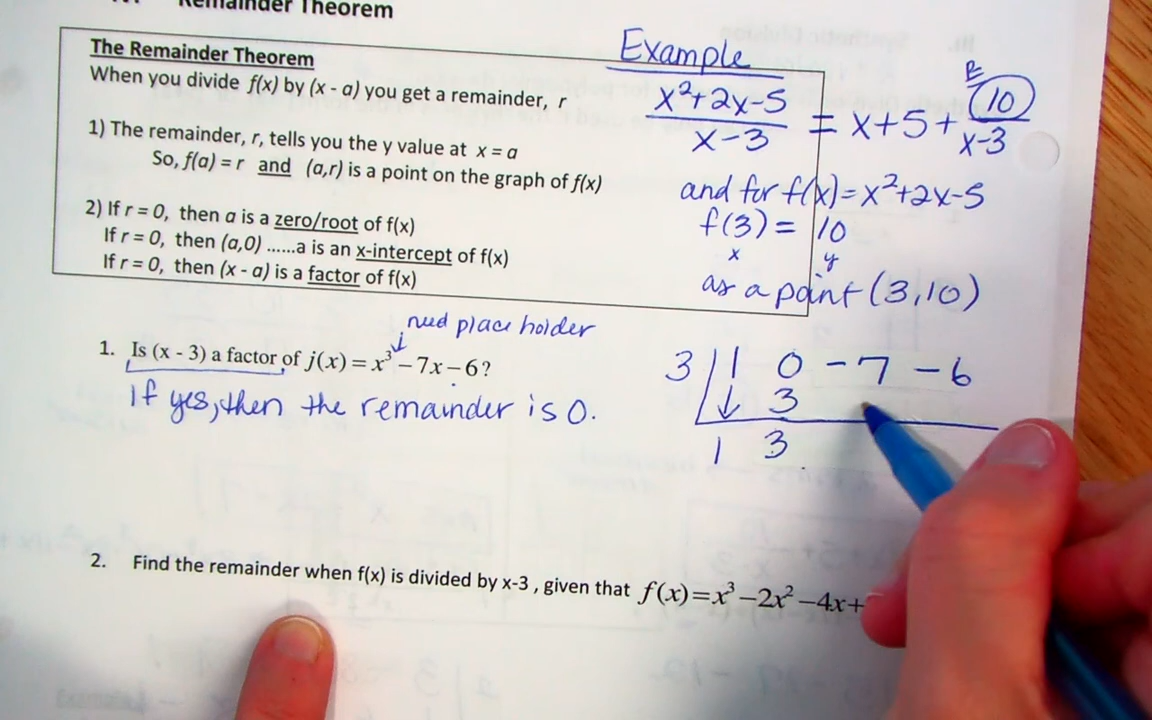 Remainder Theorem
The Remainder Theorem
When you divide f(x) by (x - a) you get a remainder, r
1) The remainder, r, tells you the y value at x = a
So, f(a) = r and (a,r) is a point on the graph of f(x)
2) If r = 0, then a is a zero/root of f(x)
If r = 0, then (a,0) ......a is an x-intercept of f(x)
If r = 0, then (x - a) is a factor of f(x)
Example
R
x²+2x-5 / x-3 = x+5+ 10 / x-3
and for f(x)=x²+2x-5
f(3) = 10
x y
as a point (3,10)
need place holder
1. Is (x - 3) a factor of j(x) = x³ – 7x – 6?
If yes, then the remainder is 0.
3 1 0 -7 -6
↓ 3
1 3
2. Find the remainder when f(x) is divided by x-3 , given that f(x)=x³–2x²–4x+